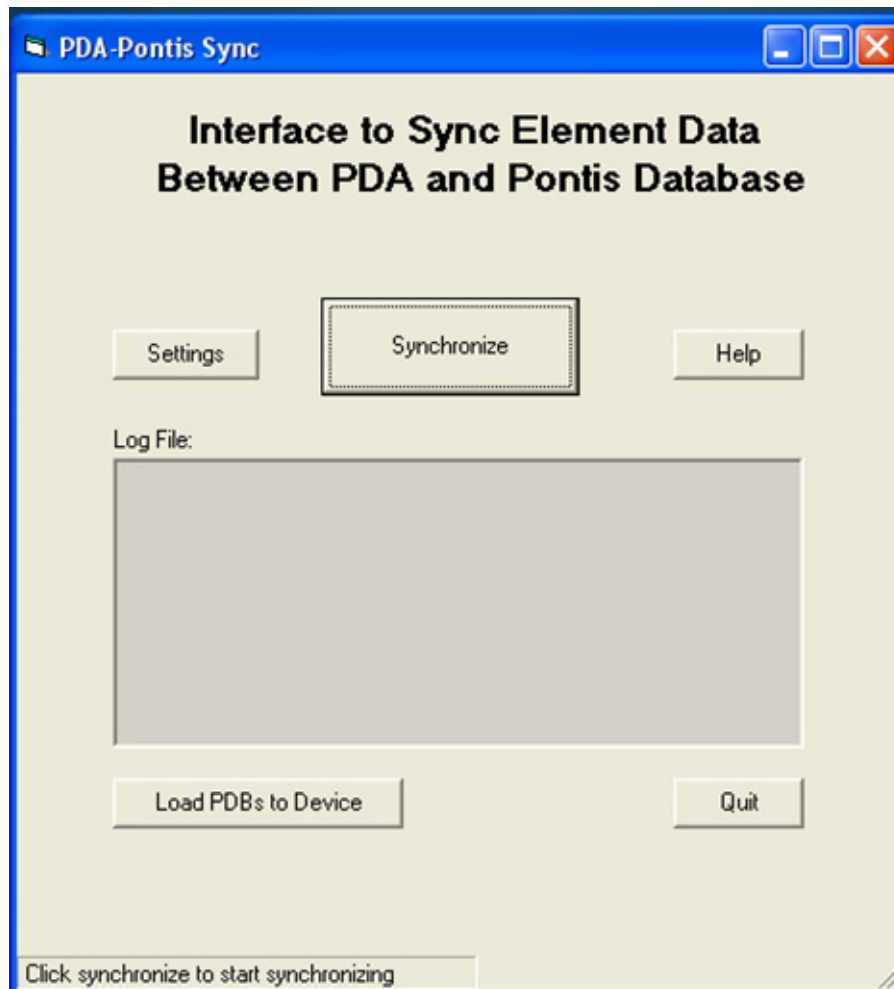 PDA-Pontis Sync
Interface to Sync Element Data
Between PDA and Pontis Database
Settings
Synchronize
Help
Log File:
Load PDBs to Device
Quit
Click synchronize to start synchronizing